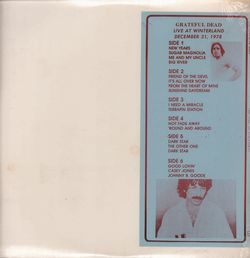 GRATEFUL DEAD
LIVE AT WINTERLAND
DECEMBER 31, 1978
SIDE 1
NEW YEARS
SUGAR MAGNOLIA
ME AND MY UNCLE
BIG RIVER
SIDE 2
FRIEND OF THE DEVIL
IT'S ALL OVER NOW
FROM THE HEART OF MINE
SUNSHINE DAYDREAM
SIDE 3
I NEED A MIRACLE
TERRAPIN STATION
SIDE 4
NOT FADE AWAY
'ROUND AND AROUND
SIDE 5
DARK STAR
THE OTHER ONE
DARK STAR
SIDE 6
GOOD LOVIN'
CASEY JONES
JOHNNY B. GOODE